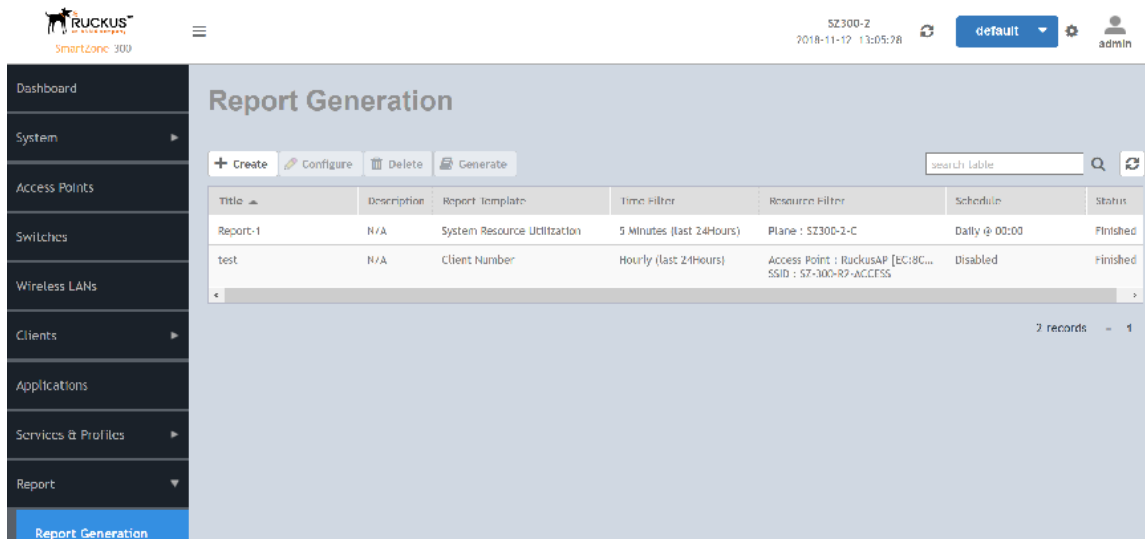 RUCKUS
SmartZone 300
SZ300-2
2018-11-12 13:05:28
default
admin
Dashboard
System
Access Points
Switches
Wireless LANs
Clients
Applications
Services & Profiles
Report
Report Generation
Report Generation
Create
Configure
Delete
Generate
search table
Title Description Report Template Time Filter Resource Filter Schedule Status
Report-1 N/A System Resource Utilization 5 Minutes (last 24Hours) Plane : SZ300-2-C Daily @ 00:00 Finished
test N/A Client Number Hourly (last 24Hours) Access Point : RuckusAP [EC:8C... Disabled Finished
SSID : SZ-300-R2-ACCESS
2 records 1